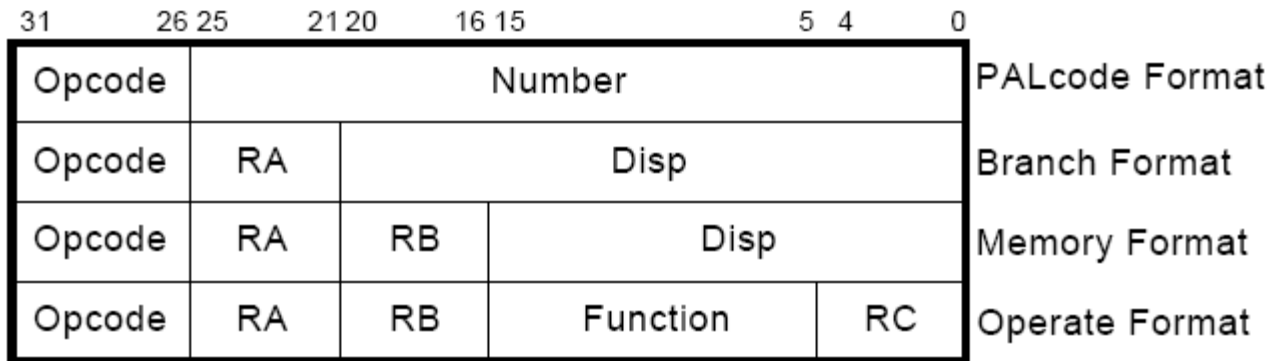 31 26 25 21 20 16 15 5 4 0
Opcode Number PALcode Format
Opcode RA Disp Branch Format
Opcode RA RB Disp Memory Format
Opcode RA RB Function RC Operate Format